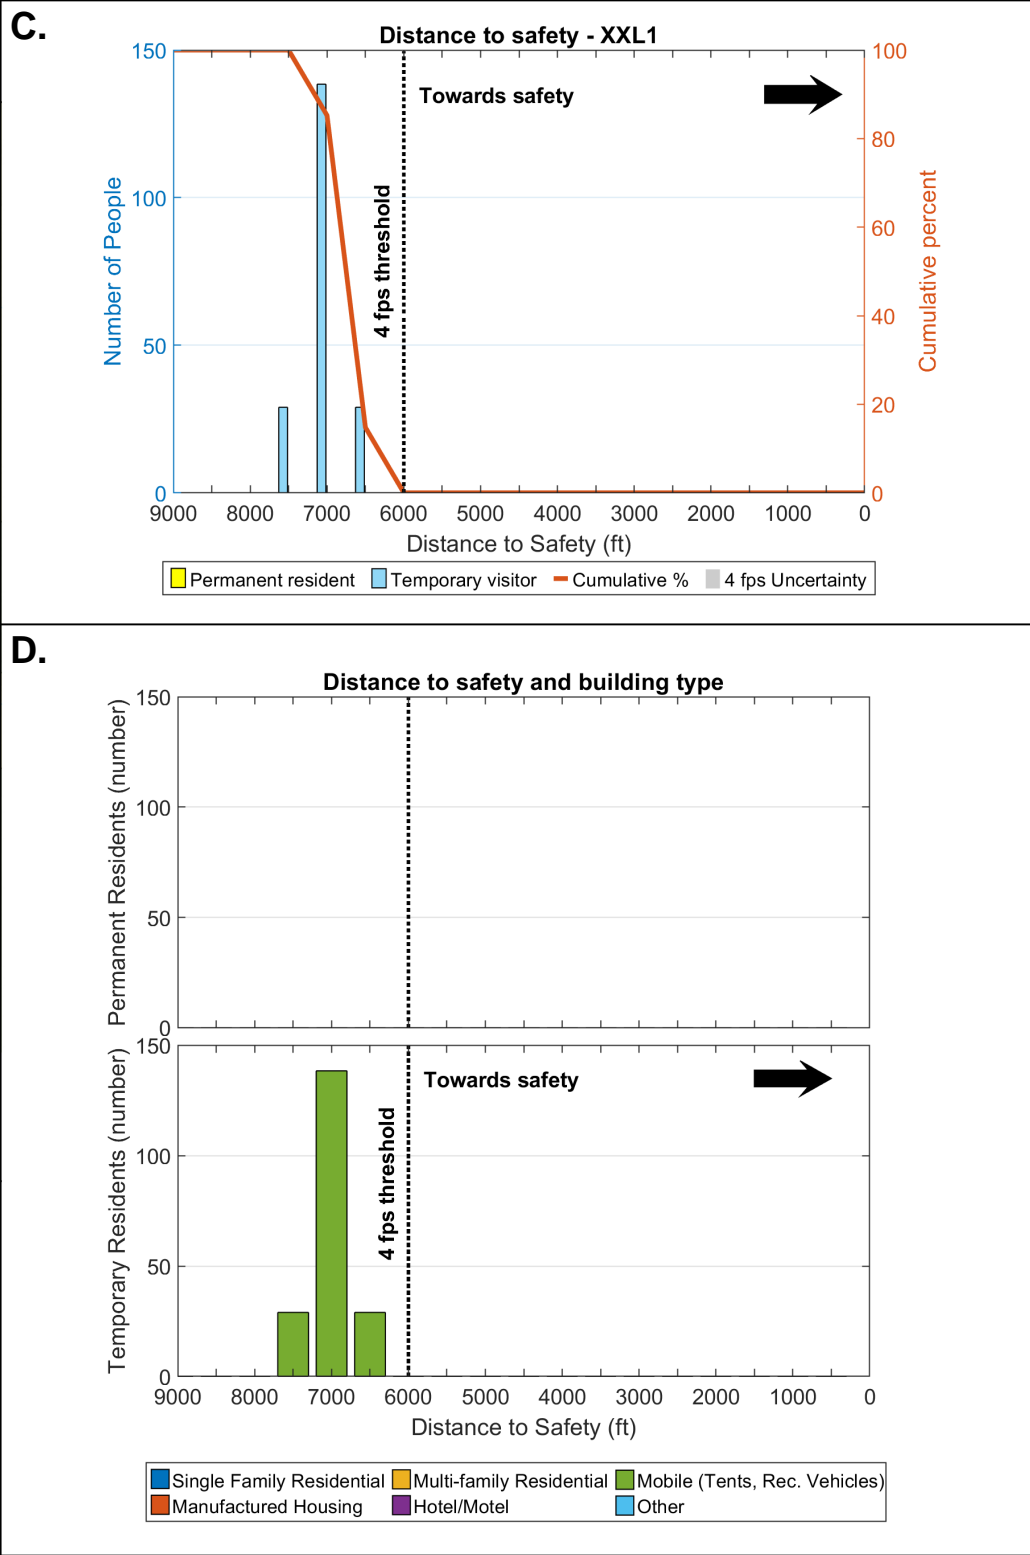 C.
Distance to safety - XXL1
150
100
50
0
Number of People
100
80
60
40
20
0
Cumulative percent
Towards safety
4 fps threshold
9000 8000 7000 6000 5000 4000 3000 2000 1000 0
Distance to Safety (ft)
Permanent resident Temporary visitor Cumulative % 4 fps Uncertainty
D.
Distance to safety and building type
150
100
50
0
Permanent Residents (number)
150
100
50
0
Temporary Residents (number)
Towards safety
4 fps threshold
9000 8000 7000 6000 5000 4000 3000 2000 1000 0
Distance to Safety (ft)
Single Family Residential Multi-family Residential Mobile (Tents, Rec. Vehicles)
Manufactured Housing Hotel/Motel Other